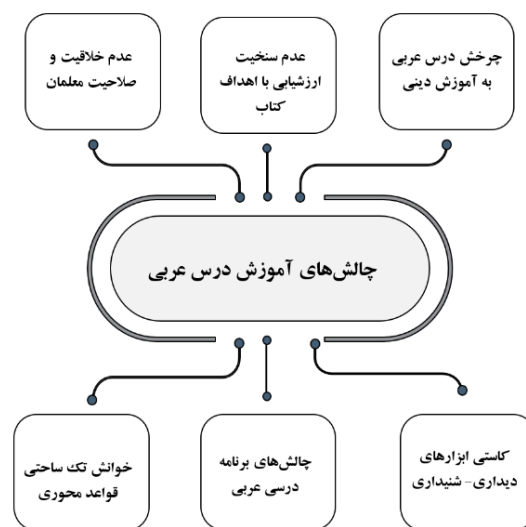 چرخش درس عربی
به آموزش دینی
عدم سنخیت
ارزشیابی با اهداف
کتاب
عدم خلاقیت و
صلاحیت معلمان
چالش‌های آموزش درس عربی
کاستی ابزارهای
دیداری- شنیداری
چالش‌های برنامه
درسی عربی
خوانش تک ساحتی
قواعد محوری